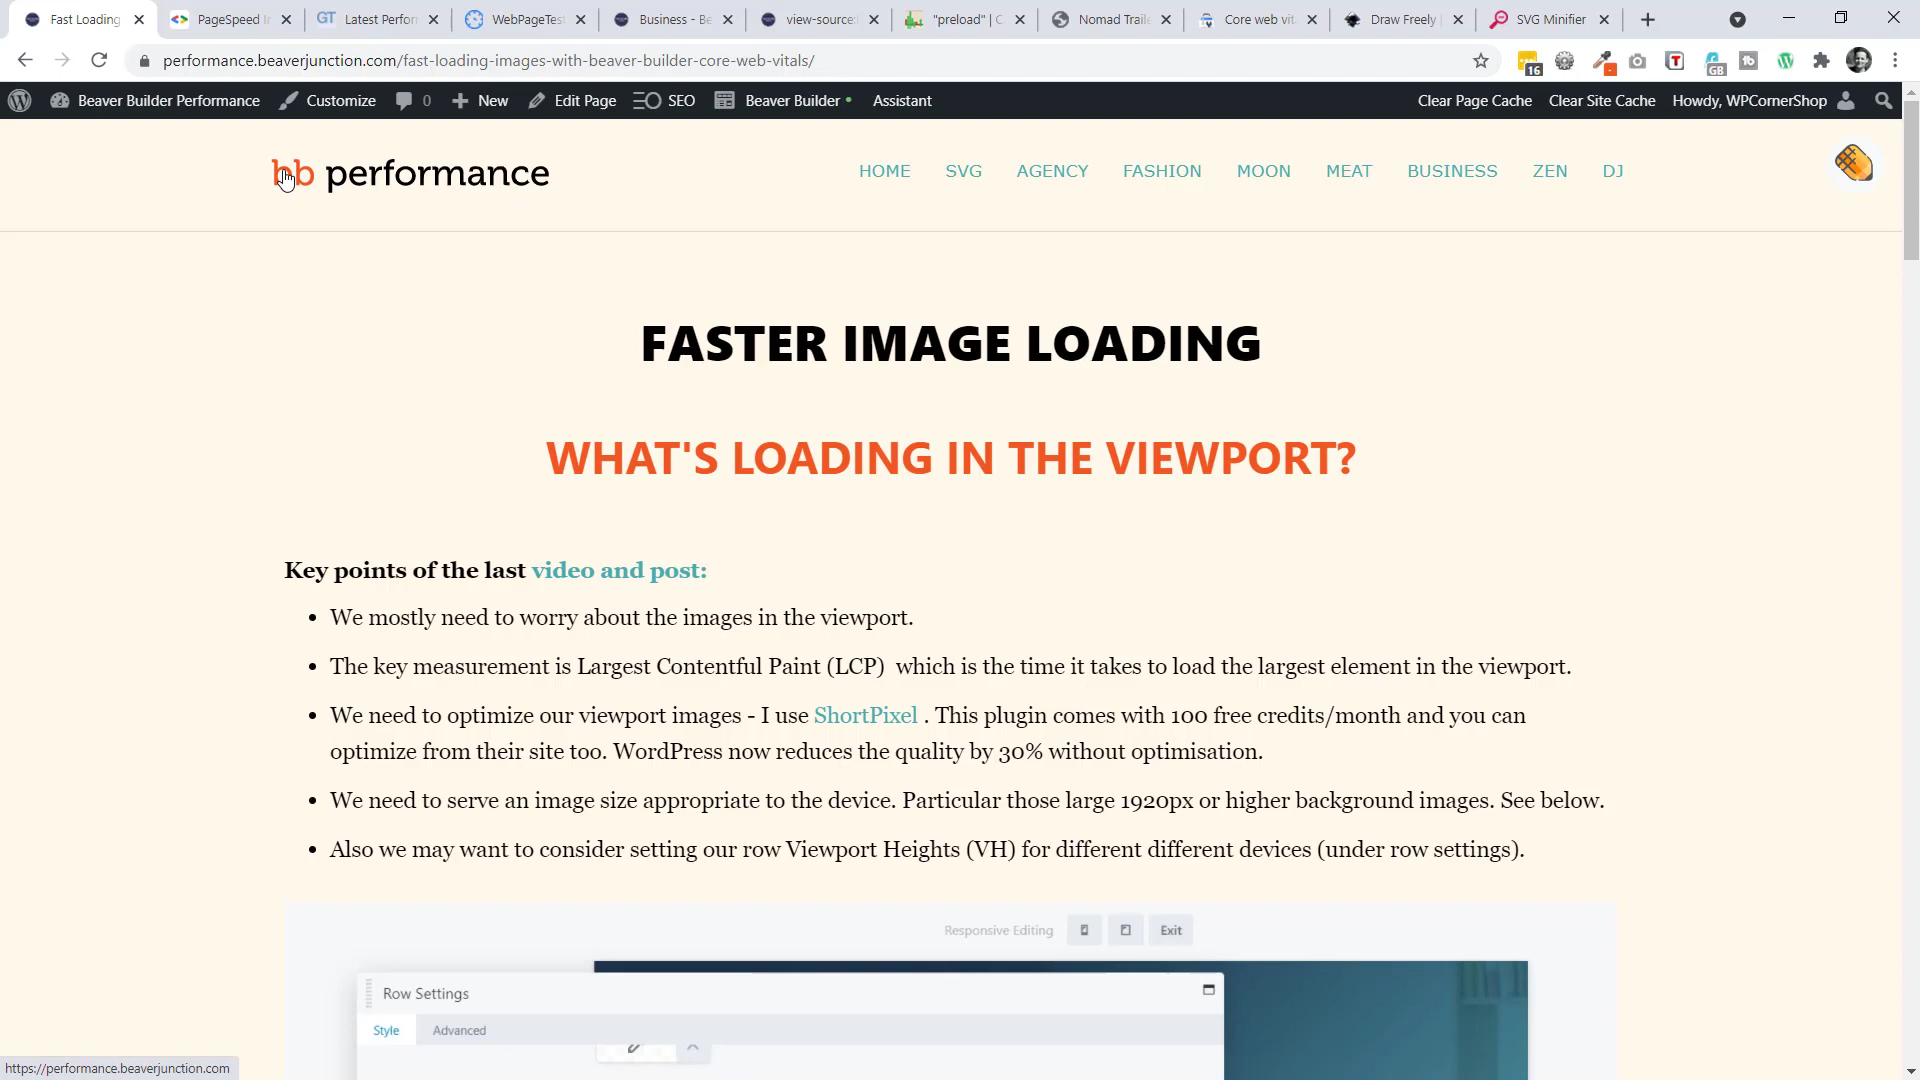 Fast Loading
PageSpeed I
Latest Perfor
WebPageTes
Business - Be
view-source:
"preload" | C
Nomad Traile
Core web vit
Draw Freely
SVG Minifier
performance.beaverjunction.com/fast-loading-images-with-beaver-builder-core-web-vitals/
16
GB
Beaver Builder Performance
Customize
0
New
Edit Page
SEO
Beaver Builder
Assistant
Clear Page Cache
Clear Site Cache
Howdy, WPCornerShop
bb performance
HOME
SVG
AGENCY
FASHION
MOON
MEAT
BUSINESS
ZEN
DJ
FASTER IMAGE LOADING
WHAT'S LOADING IN THE VIEWPORT?
Key points of the last video and post:
• We mostly need to worry about the images in the viewport.
• The key measurement is Largest Contentful Paint (LCP) which is the time it takes to load the largest element in the viewport.
• We need to optimize our viewport images - I use ShortPixel . This plugin comes with 100 free credits/month and you can
optimize from their site too. WordPress now reduces the quality by 30% without optimisation.
• We need to serve an image size appropriate to the device. Particular those large 1920px or higher background images. See below.
• Also we may want to consider setting our row Viewport Heights (VH) for different different devices (under row settings).
Responsive Editing
Exit
Row Settings
Style
Advanced
https://performance.beaverjunction.com